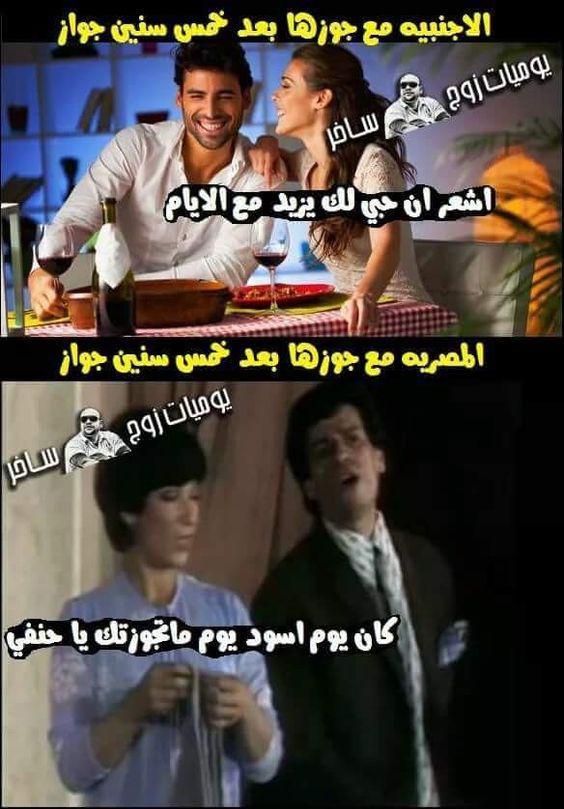 الاجنبيه مع جوزها بعد خمس سنين جواز
يوميات زوج ساخر
اشعر ان حبي لك يزيد مع الايام
المصريه مع جوزها بعد خمس سنين جواز
يوميات زوج ساخر
كان يوم اسود يوم ماتجوزتك يا حنفي